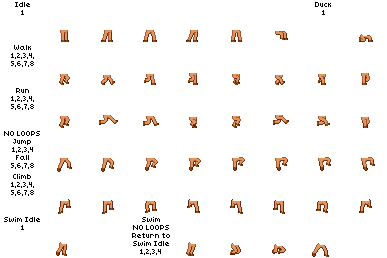 Idle
1
Duck
1
Walk
1,2,3,4,
5,6,7,8
Run
1,2,3,4,
5,6,7,8
NO LOOPS
Jump
1,2,3,4
Fall
5,6,7,8
Climb
1,2,3,4,
5,6,7,8
Swim Idle
1
Swim
NO LOOPS
Return to
Swim Idle
1,2,3,4